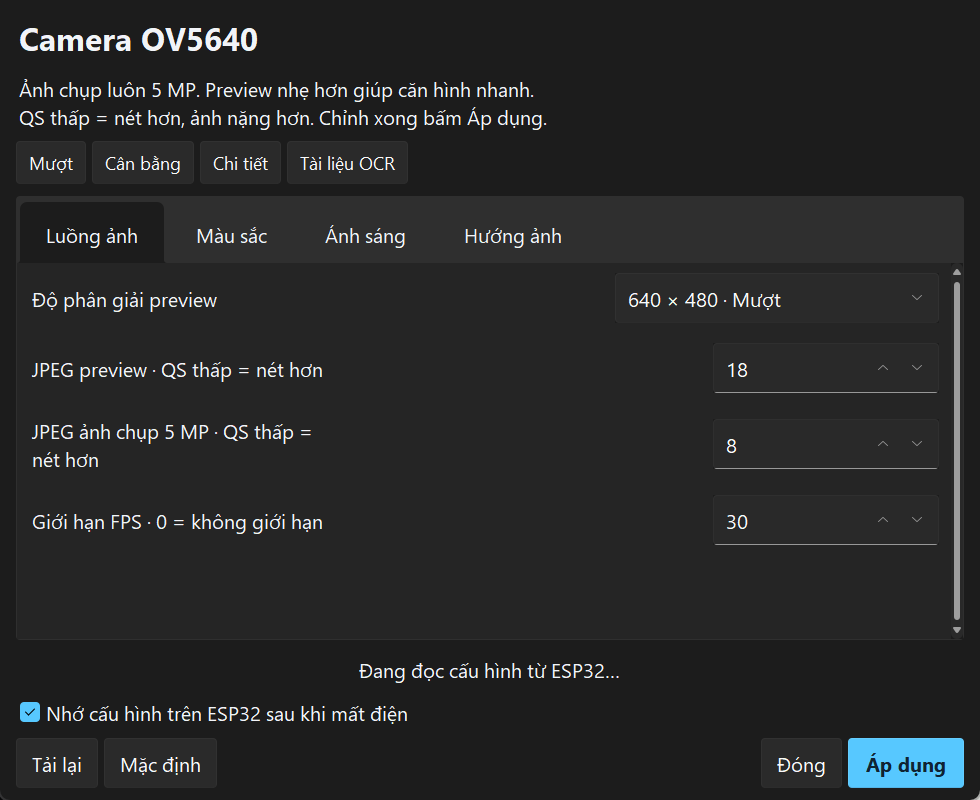 Camera OV5640
Ảnh chụp luôn 5 MP. Preview nhẹ hơn giúp căn hình nhanh.
QS thấp = nét hơn, ảnh nặng hơn. Chỉnh xong bấm Áp dụng.
Mượt Cân bằng Chi tiết Tài liệu OCR
Luồng ảnh Màu sắc Ánh sáng Hướng ảnh
Độ phân giải preview 640 × 480 · Mượt
JPEG preview · QS thấp = nét hơn 18
JPEG ảnh chụp 5 MP · QS thấp =
nét hơn 8
Giới hạn FPS · 0 = không giới hạn 30
Đang đọc cấu hình từ ESP32...
Nhớ cấu hình trên ESP32 sau khi mất điện
Tải lại Mặc định Đóng Áp dụng